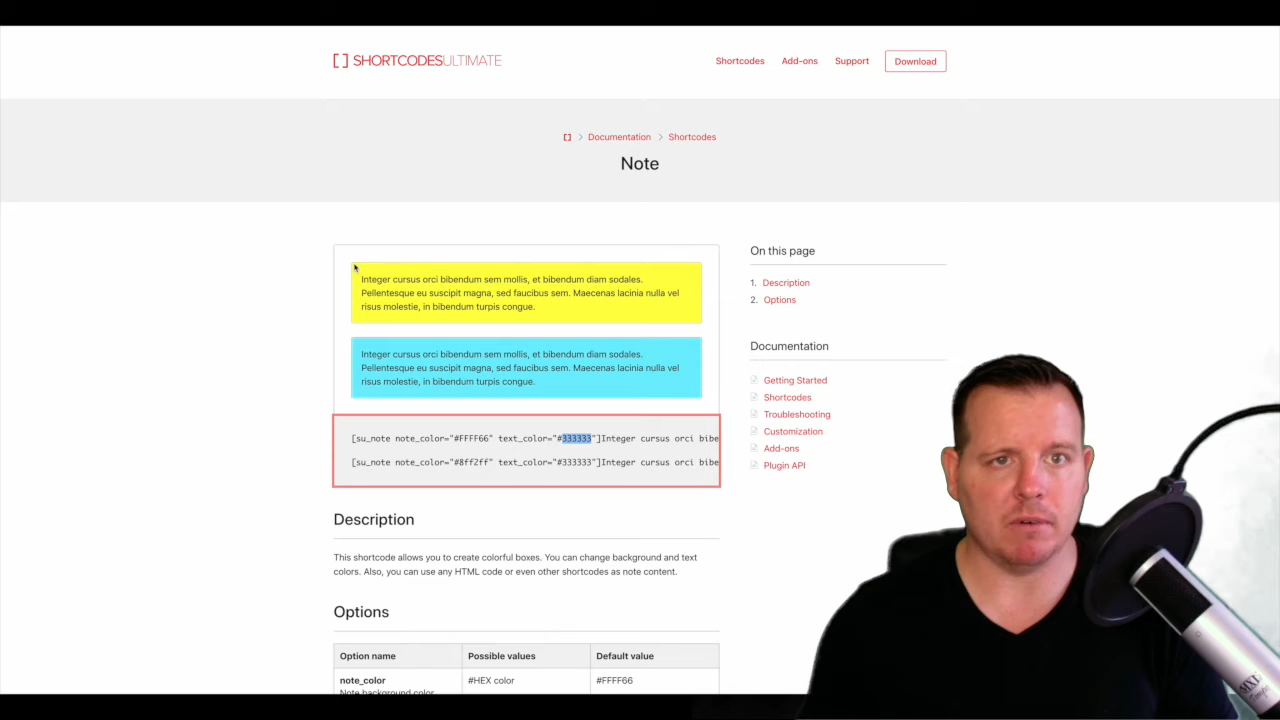 [ ] SHORTCODESULTIMATE
Shortcodes
Add-ons
Support
Download
[ ] > Documentation > Shortcodes
Note
Integer cursus orci bibendum sem mollis, et bibendum diam sodales.
Pellentesque eu suscipit magna, sed faucibus sem. Maecenas lacinia nulla vel
risus molestie, in bibendum turpis congue.
Integer cursus orci bibendum sem mollis, et bibendum diam sodales.
Pellentesque eu suscipit magna, sed faucibus sem. Maecenas lacinia nulla vel
risus molestie, in bibendum turpis congue.
[su_note note_color="#FFFF66" text_color="#333333"]Integer cursus orci bibe
[su_note note_color="#8ff2ff" text_color="#333333"]Integer cursus orci bibe
Description
This shortcode allows you to create colorful boxes. You can change background and text
colors. Also, you can use any HTML code or even other shortcodes as note content.
Options
Option name
Possible values
Default value
note_color
#HEX color
#FFFF66
Note background color
On this page
1. Description
2. Options
Documentation
Getting Started
Shortcodes
Troubleshooting
Customization
Add-ons
Plugin API
MXL